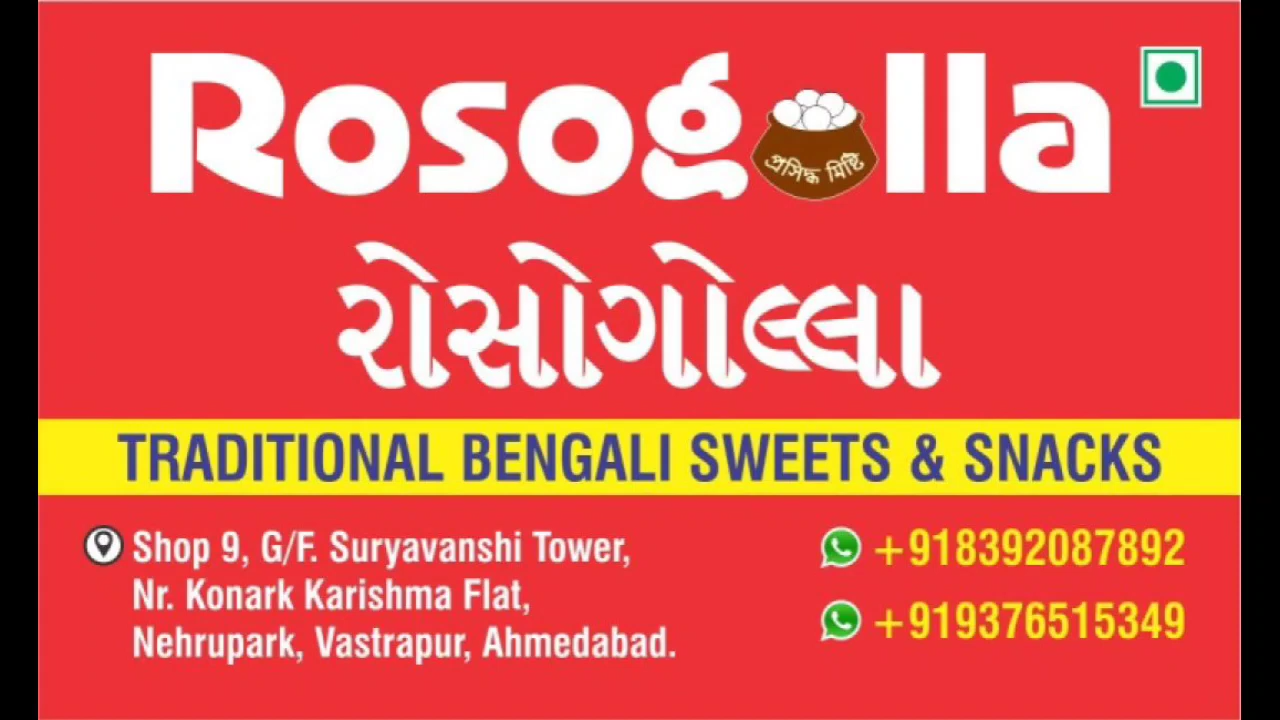 Rosogolla
প্রসিদ্ধ মিষ্টি
રોસોગોલ્લા
TRADITIONAL BENGALI SWEETS & SNACKS
Shop 9, G/F. Suryavanshi Tower,
Nr. Konark Karishma Flat,
Nehrupark, Vastrapur, Ahmedabad.
+918392087892
+919376515349